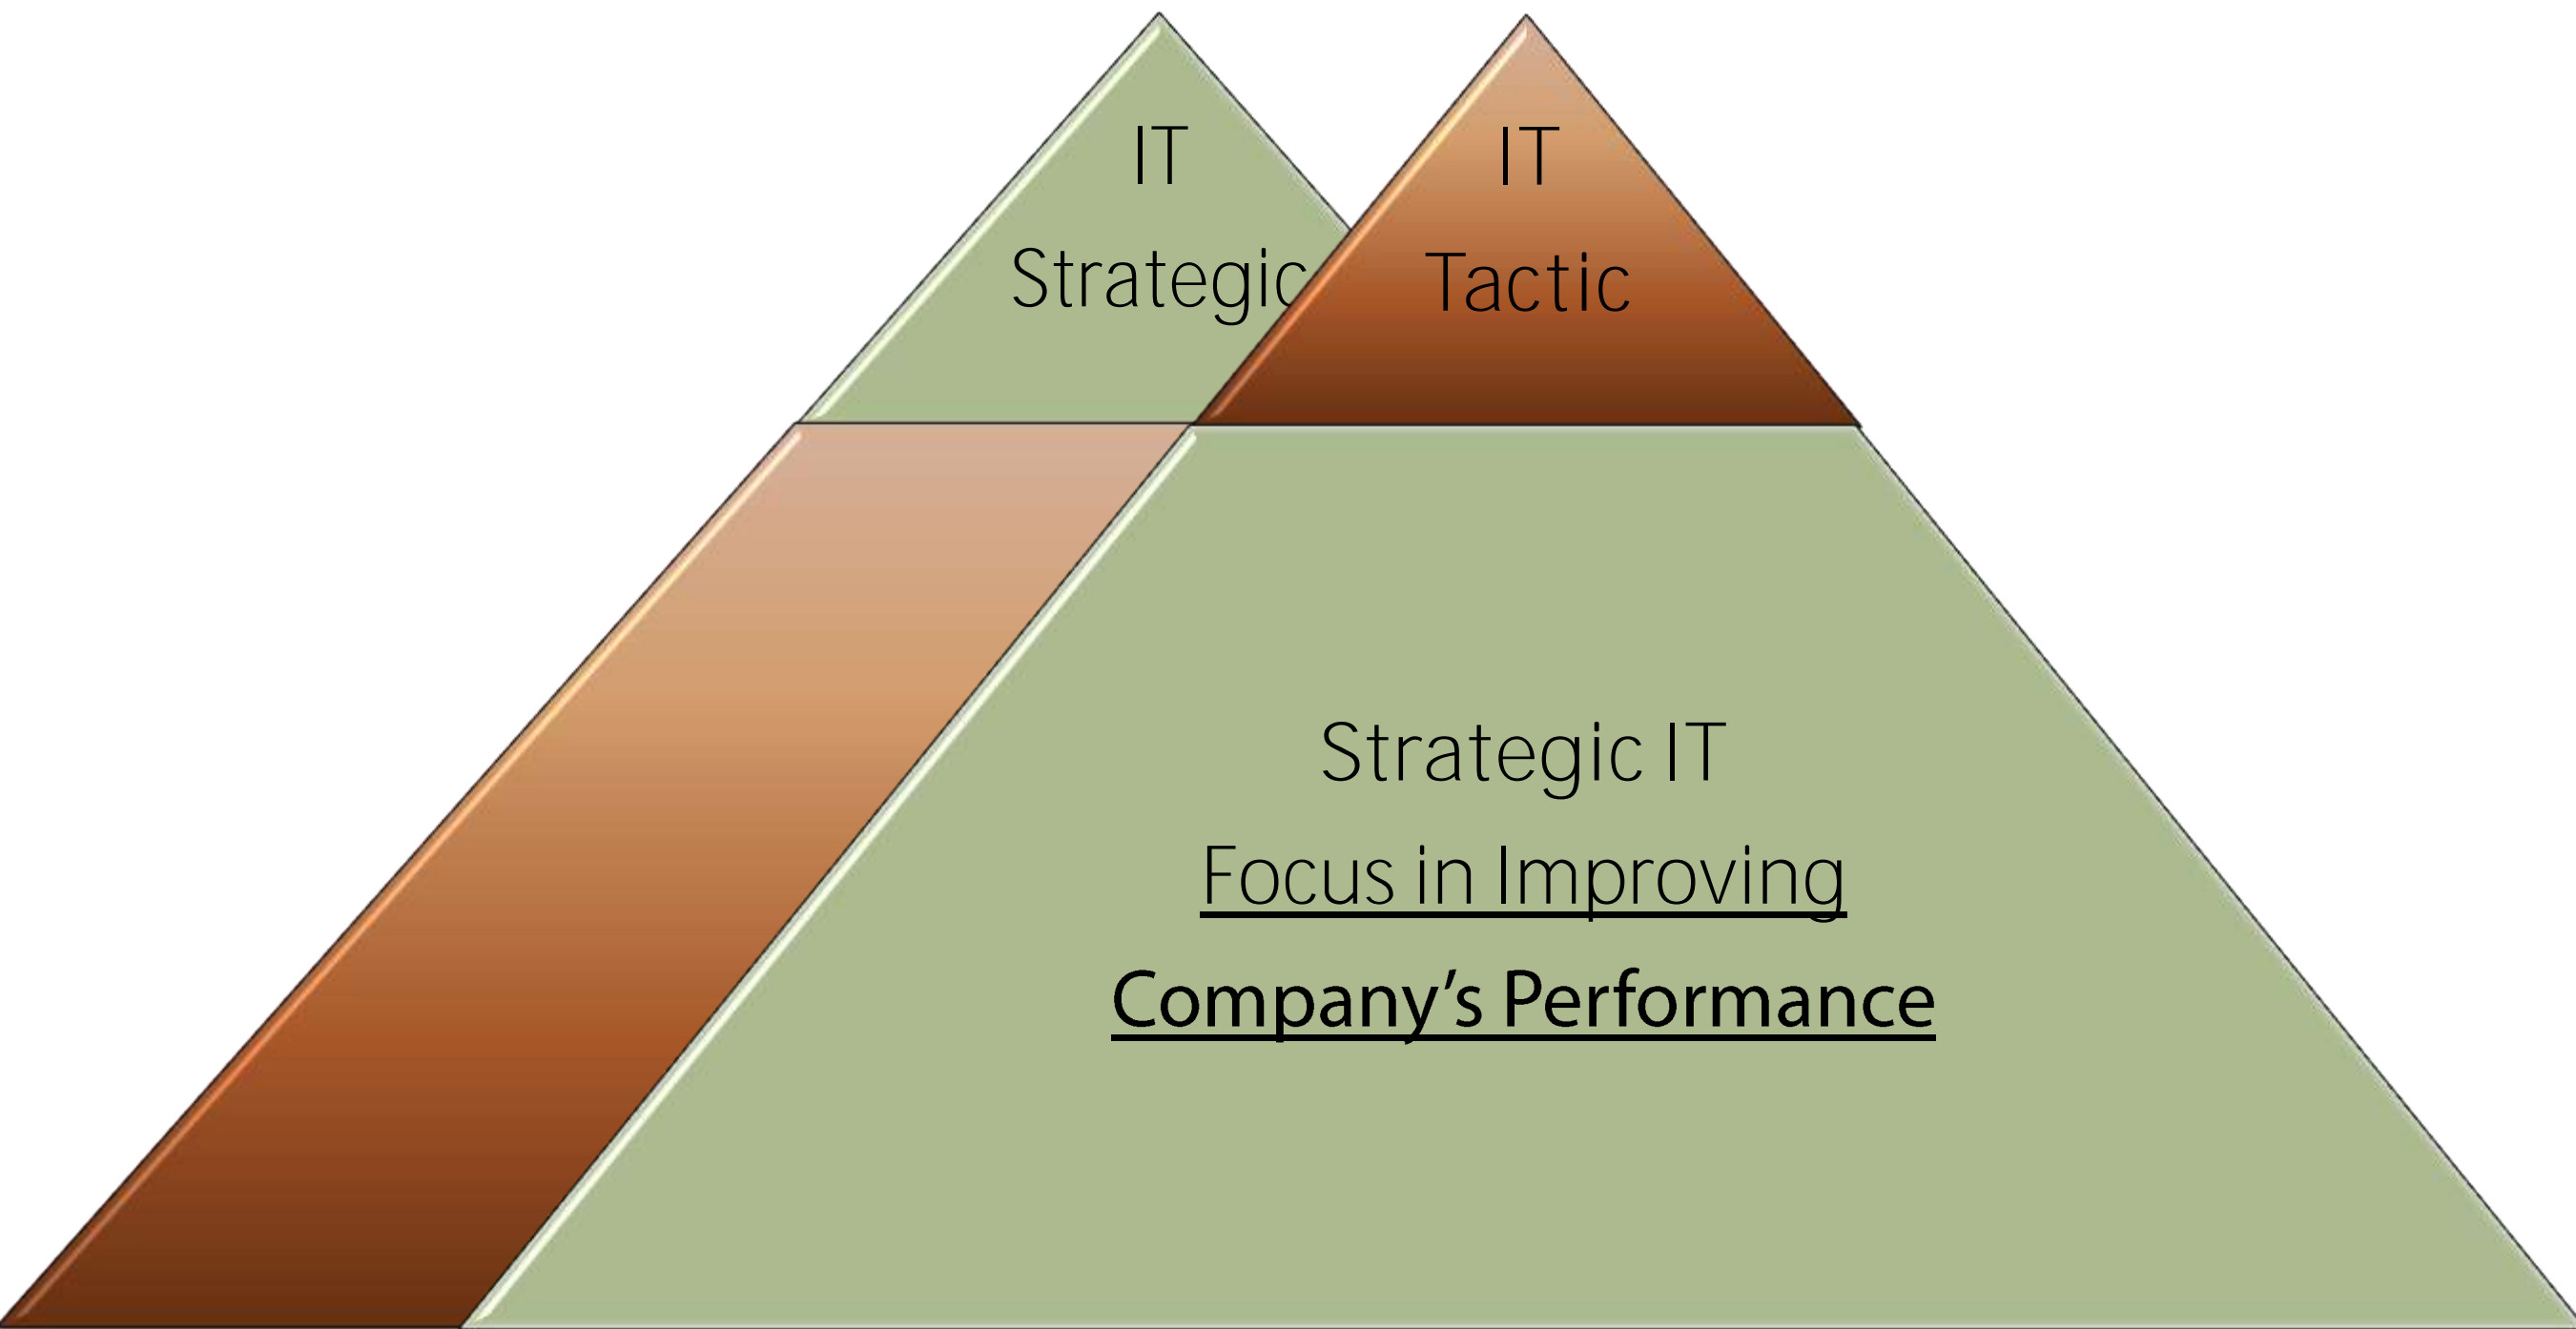 IT
Strategic
IT
Tactic
Strategic IT
Focus in Improving
Company's Performance